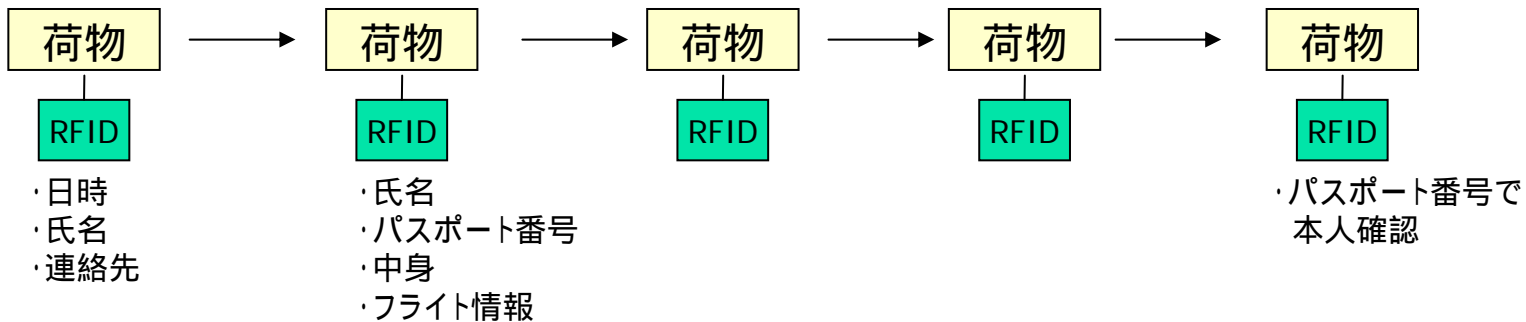 荷物
荷物
荷物
荷物
荷物
RFID
RFID
RFID
RFID
RFID
・日時
・氏名
・連絡先
・氏名
・パスポート番号
・中身
・フライト情報
・パスポート番号で
本人確認